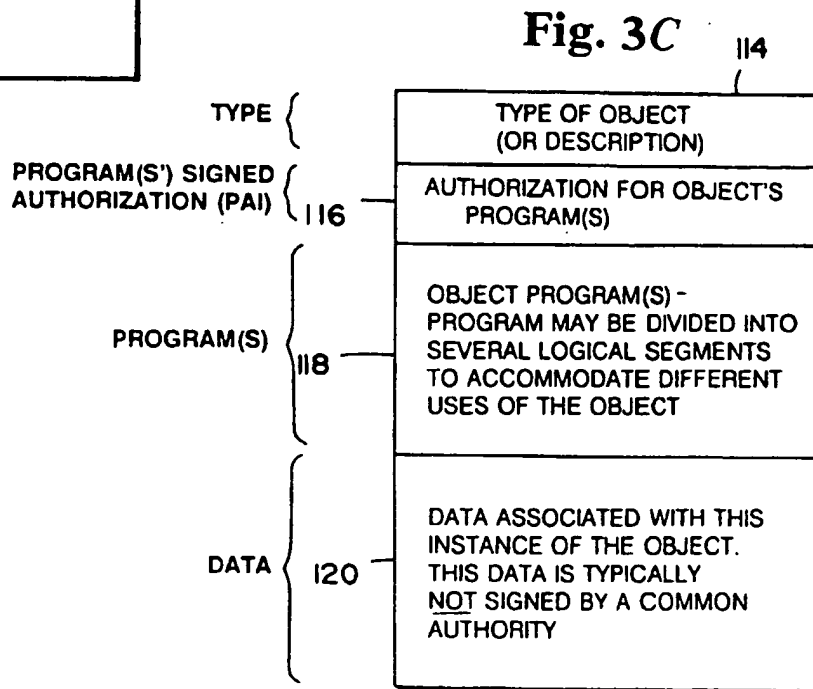 Fig. 3C
114
TYPE
TYPE OF OBJECT
(OR DESCRIPTION)
PROGRAM(S') SIGNED
AUTHORIZATION (PAI)
116
AUTHORIZATION FOR OBJECT'S
PROGRAM(S)
PROGRAM(S)
118
OBJECT PROGRAM(S) -
PROGRAM MAY BE DIVIDED INTO
SEVERAL LOGICAL SEGMENTS
TO ACCOMMODATE DIFFERENT
USES OF THE OBJECT
DATA
120
DATA ASSOCIATED WITH THIS
INSTANCE OF THE OBJECT.
THIS DATA IS TYPICALLY
NOT SIGNED BY A COMMON
AUTHORITY